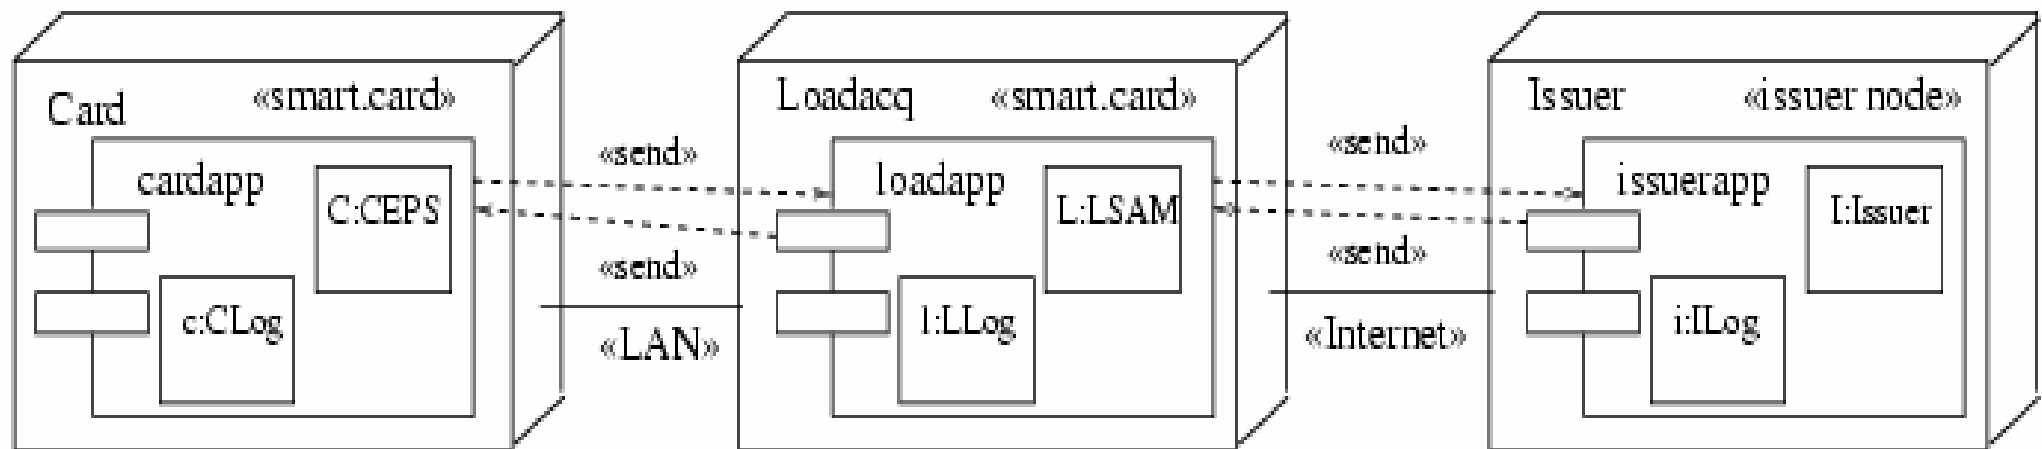 Card «smart.card»
cardapp
C:CEPS
c:CLog
«send»
«send»
«LAN»
Loadacq «smart.card»
loadapp
L:LSAM
l:LLog
«send»
«send»
«Internet»
Issuer «issuer node»
issuerapp
I:Issuer
i:ILog